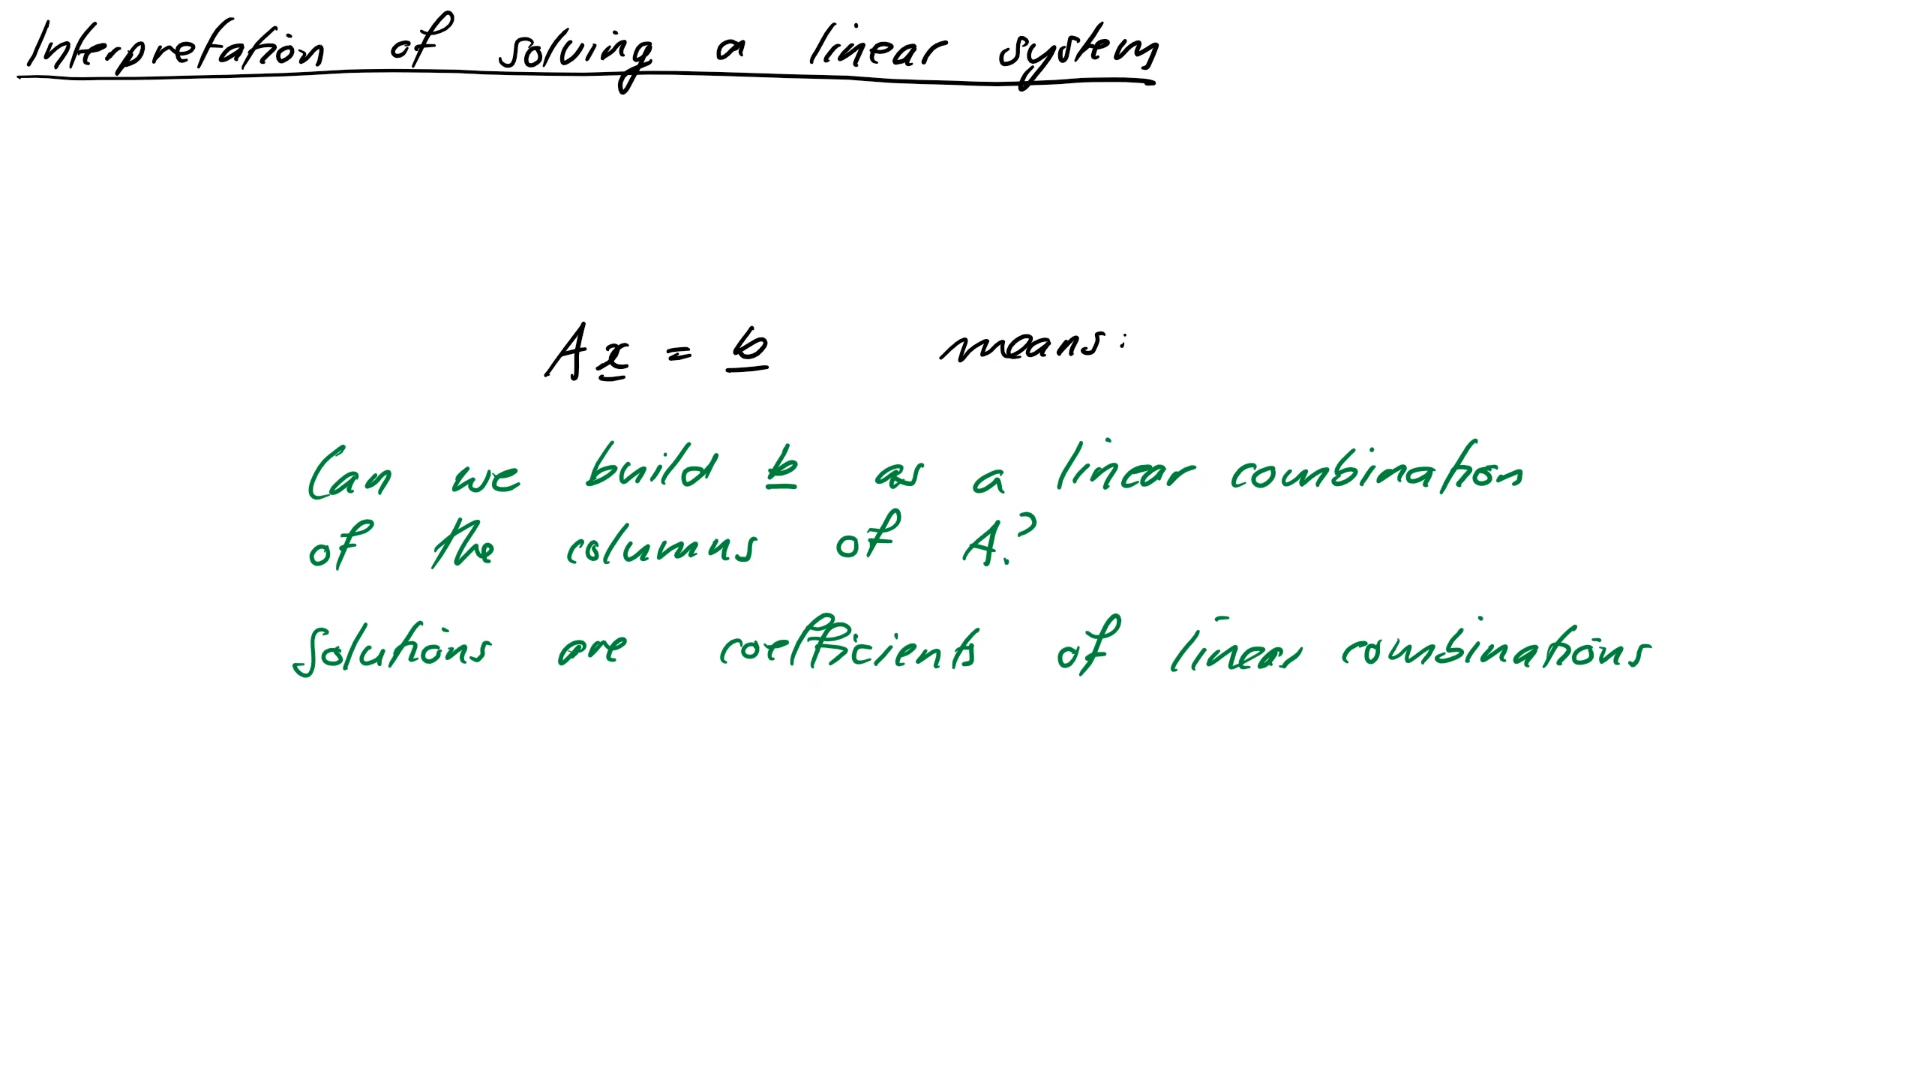 Interpretation of solving a linear system
Ax = b means:
Can we build b as a linear combination
of the columns of A?
Solutions are coefficients of linear combinations